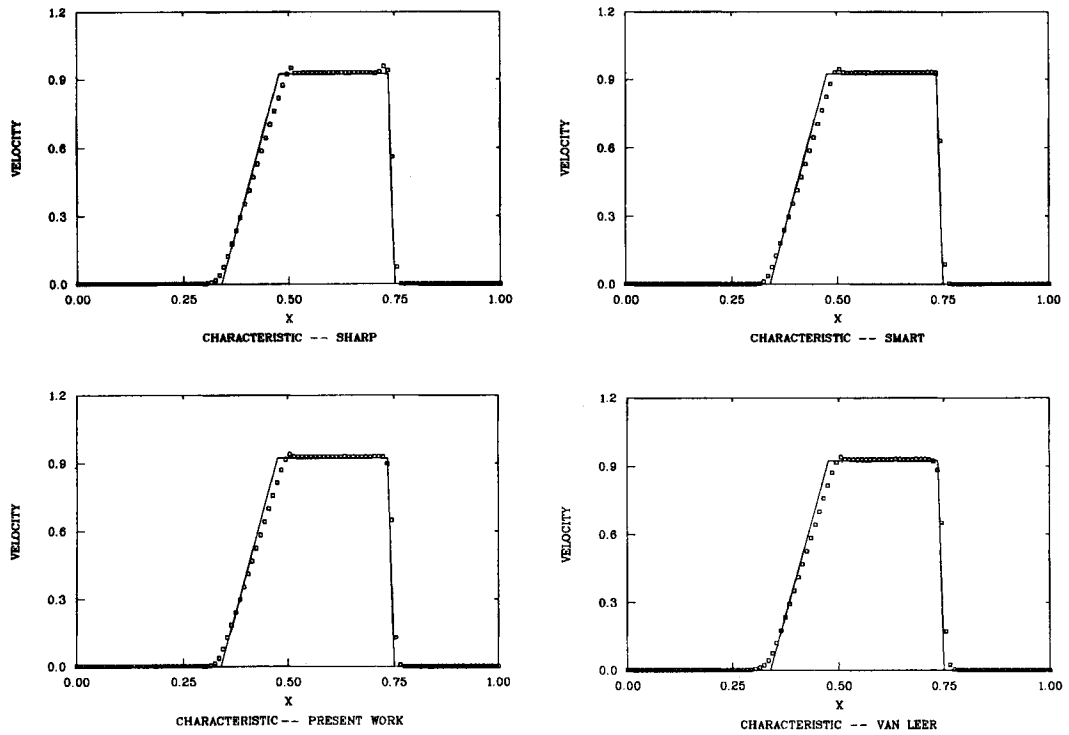 1.2
0.9
0.6
0.3
0.0
VELOCITY
0.00 0.25 0.50 0.75 1.00
X
CHARACTERISTIC -- SHARP
1.2
0.9
0.6
0.3
0.0
VELOCITY
0.00 0.25 0.50 0.75 1.00
X
CHARACTERISTIC -- SMART
1.2
0.9
0.6
0.3
0.0
VELOCITY
0.00 0.25 0.50 0.75 1.00
X
CHARACTERISTIC -- PRESENT WORK
1.2
0.9
0.6
0.3
0.0
VELOCITY
0.00 0.25 0.50 0.75 1.00
X
CHARACTERISTIC -- VAN LEER